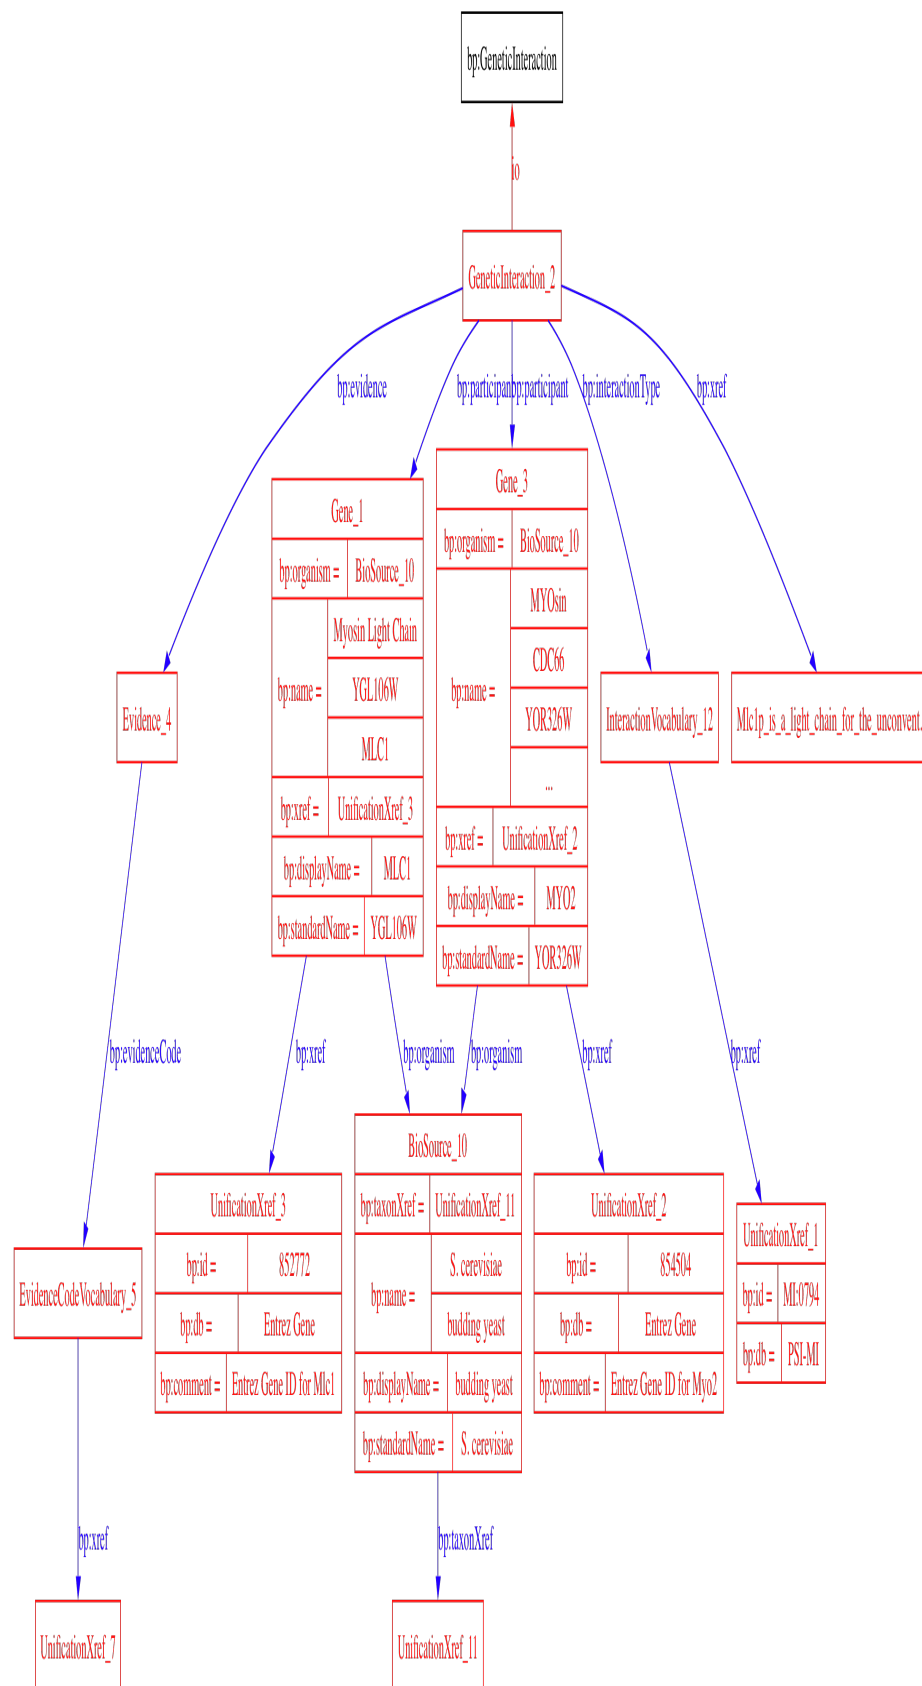 bp:GeneticInteraction
io
GeneticInteraction_2
bp:evidence
bp:participant
bp:participant
bp:interactionType
bp:xref
Gene_1
bp:organism = BioSource_10
bp:name =
Myosin Light Chain
YGL106W
MLC1
bp:xref = UnificationXref_3
bp:displayName = MLC1
bp:standardName = YGL106W
Gene_3
bp:organism = BioSource_10
bp:name =
MYOsin
CDC66
YOR326W
...
bp:xref = UnificationXref_2
bp:displayName = MYO2
bp:standardName = YOR326W
Evidence_4
InteractionVocabulary_12
Mlc1p_is_a_light_chain_for_the_unconvent.
bp:evidenceCode
bp:xref
bp:organism
bp:organism
bp:xref
bp:xref
EvidenceCodeVocabulary_5
UnificationXref_3
bp:id = 852772
bp:db = Entrez Gene
bp:comment = Entrez Gene ID for Mlc1
BioSource_10
bp:taxonXref = UnificationXref_11
bp:name =
S. cerevisiae
budding yeast
bp:displayName = budding yeast
bp:standardName = S. cerevisiae
UnificationXref_2
bp:id = 854504
bp:db = Entrez Gene
bp:comment = Entrez Gene ID for Myo2
UnificationXref_1
bp:id = MI:0794
bp:db = PSI-MI
bp:xref
bp:taxonXref
UnificationXref_7
UnificationXref_11